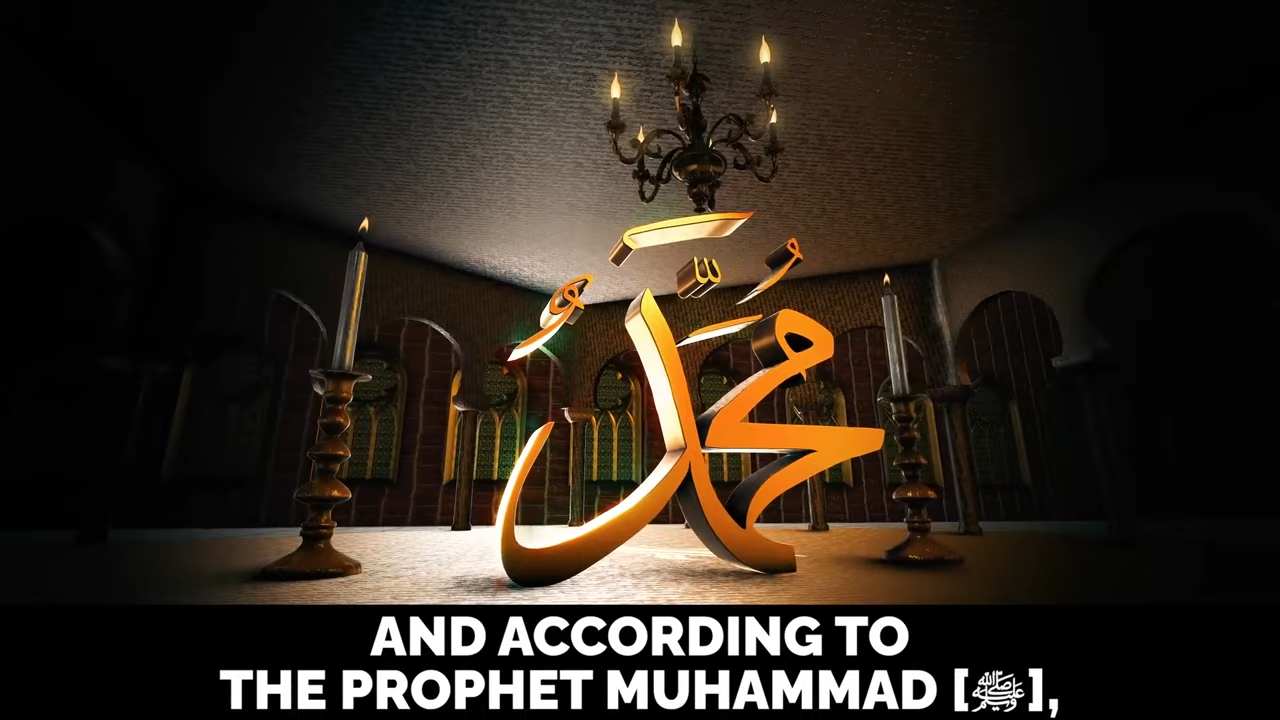 مُحَمَّدٌ
AND ACCORDING TO
THE PROPHET MUHAMMAD [ﷺ],